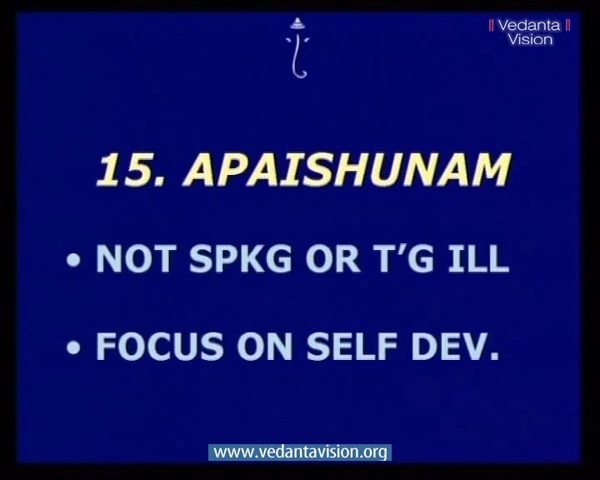 || Vedanta ||
Vision
15. APAISHUNAM
• NOT SPKG OR T'G ILL
• FOCUS ON SELF DEV.
www.vedantavision.org